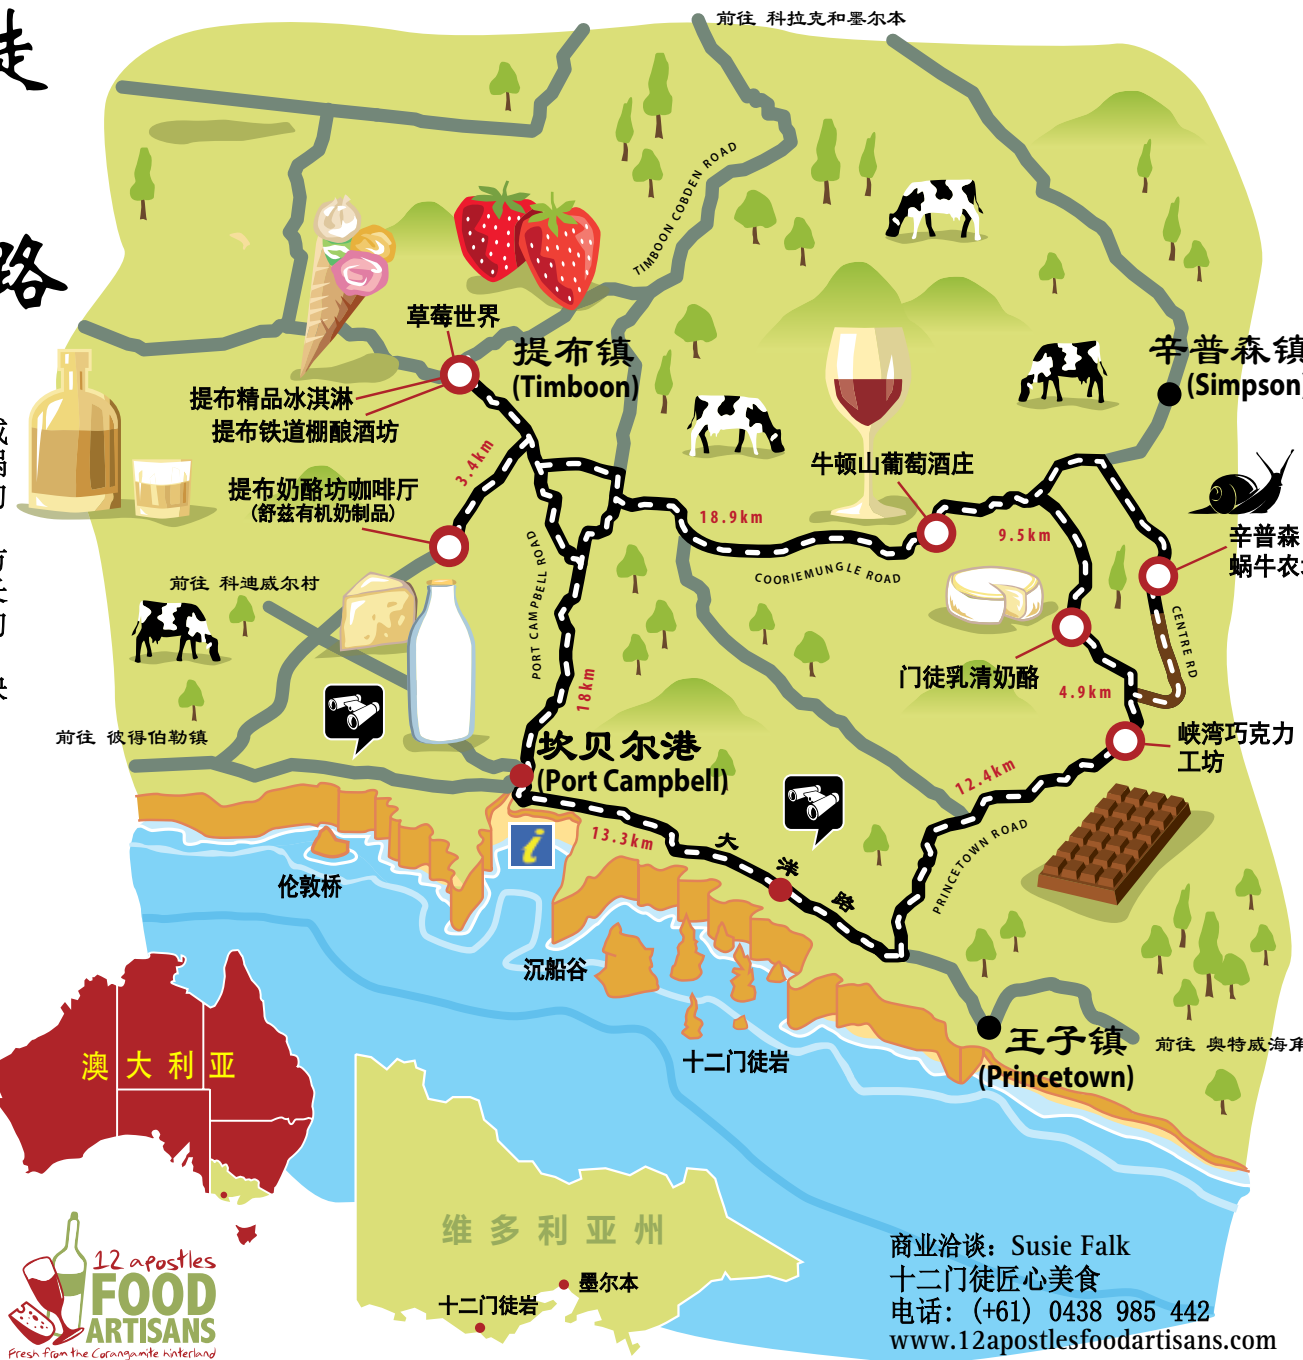 徒
路
前往 科拉克和墨尔本
TIMBOON COBDEN ROAD
草莓世界
提布镇
(Timboon)
辛普森镇
(Simpson)
提布精品冰淇淋
提布铁道棚酿酒坊
3.4km
牛顿山葡萄酒庄
提布奶酪坊咖啡厅
(舒兹有机奶制品)
18.9km
9.5km
辛普森
蜗牛农
COORIEMUNGLE ROAD
PORT CAMPBELL ROAD
前往 科迪威尔村
CENTRE RD
门徒乳清奶酪
4.9km
18km
前往 彼得伯勒镇
坎贝尔港
(Port Campbell)
峡湾巧克力
工坊
12.4km
13.3km
大洋路
PRINCETOWN ROAD
i
伦敦桥
沉船谷
十二门徒岩
王子镇
(Princetown)
前往 奥特威海角
澳大利亚
维多利亚州
墨尔本
十二门徒岩
12 apostles
FOOD
ARTISANS
Fresh from the Corangamite hinterland
商业洽谈：Susie Falk
十二门徒匠心美食
电话：(+61) 0438 985 442
www.12apostlesfoodartisans.com